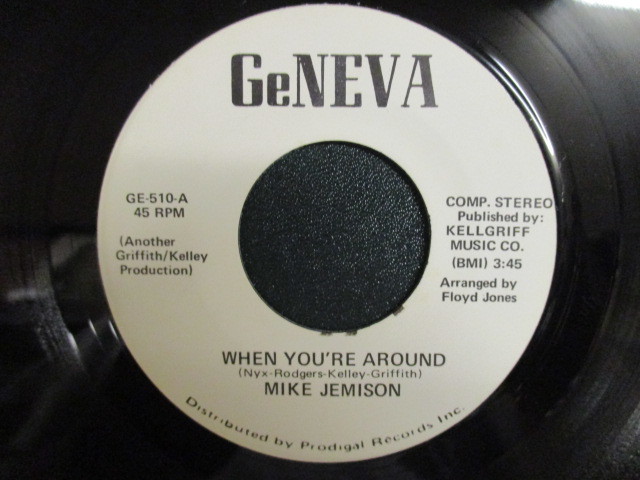 GeNEVA
GE-510-A
45 RPM
(Another
Griffith/Kelley
Production)
COMP. STEREO
Published by:
KELLGRIFF
MUSIC CO.
(BMI) 3:45
Arranged by
Floyd Jones
WHEN YOU'RE AROUND
(Nyx-Rodgers-Kelley-Griffith)
MIKE JEMISON
Distributed by Prodigal Records Inc.